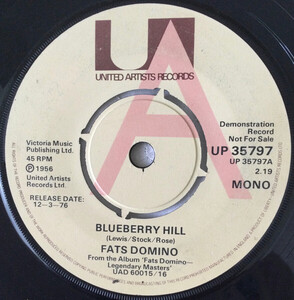 UNITED ARTISTS RECORDS
A
Victoria Music
Publishing Ltd.
45 RPM
℗ 1956
United Artists
Records Ltd.
RELEASE DATE:
12-3-76
Demonstration
Record
Not For Sale
UP 35797
UP 35797A
2.19
MONO
BLUEBERRY HILL
(Lewis/Stock/Rose)
FATS DOMINO
From the Album 'Fats Domino—
Legendary Masters'
UAD 60015/16